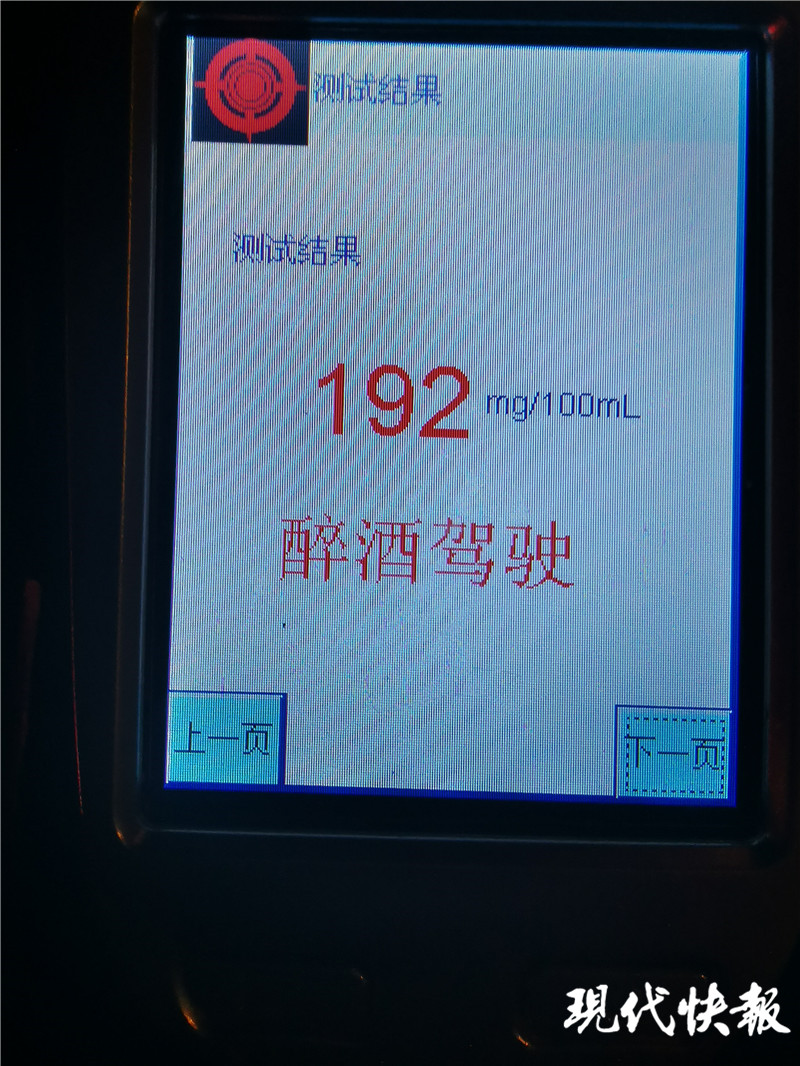 测试结果
测试结果
192 mg/100mL
醉酒驾驶
上一页 下一页
現代快報